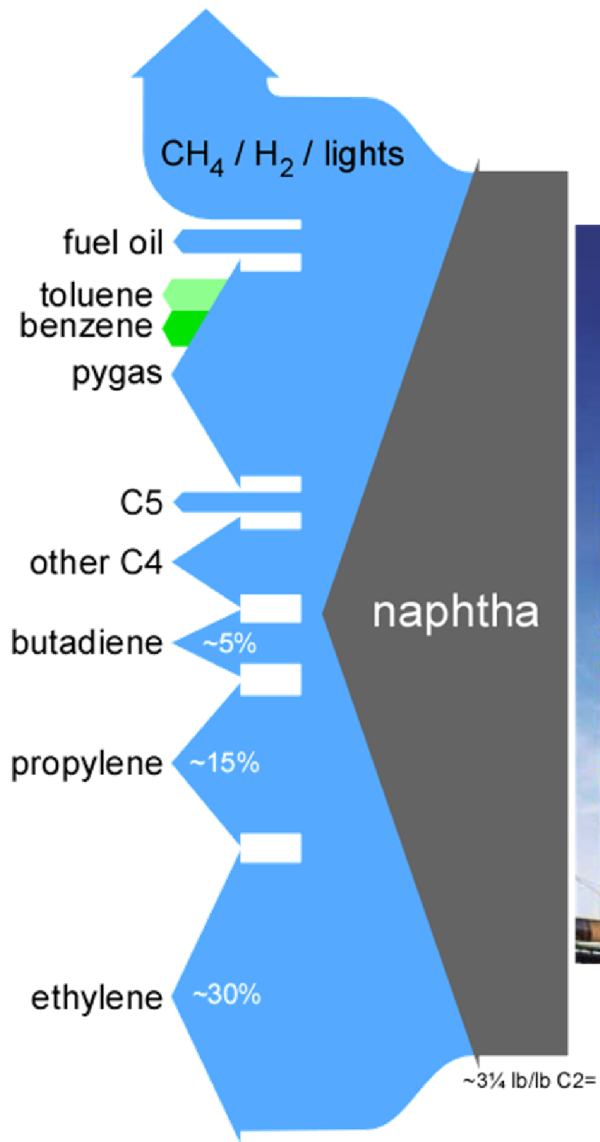 CH₄ / H₂ / lights
fuel oil
toluene
benzene
pygas
C5
other C4
naphtha
butadiene ~5%
propylene ~15%
ethylene ~30%
~3¼ lb/lb C2=